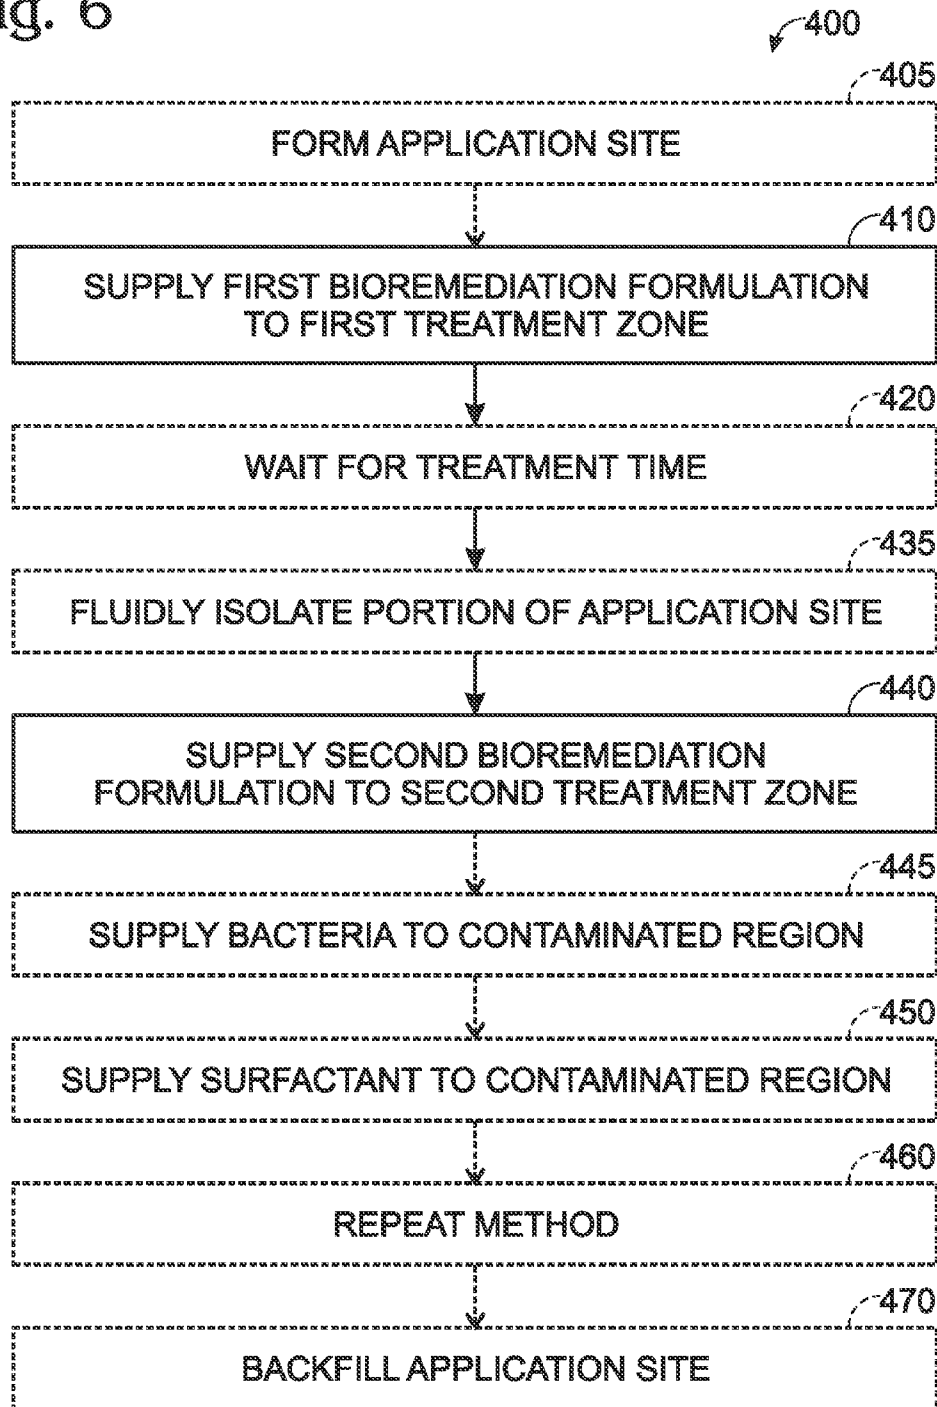 ig. 6
400
405
FORM APPLICATION SITE
410
SUPPLY FIRST BIOREMEDIATION FORMULATION
TO FIRST TREATMENT ZONE
420
WAIT FOR TREATMENT TIME
435
FLUIDLY ISOLATE PORTION OF APPLICATION SITE
440
SUPPLY SECOND BIOREMEDIATION
FORMULATION TO SECOND TREATMENT ZONE
445
SUPPLY BACTERIA TO CONTAMINATED REGION
450
SUPPLY SURFACTANT TO CONTAMINATED REGION
460
REPEAT METHOD
470
BACKFILL APPLICATION SITE